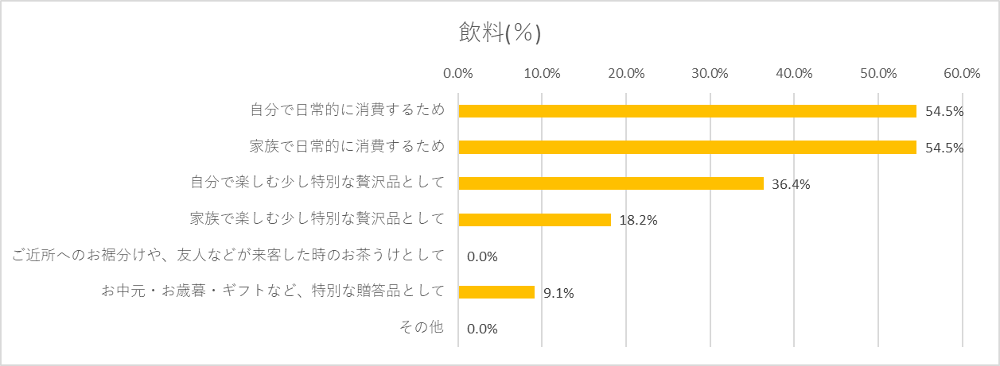 飲料(%)
0.0% 10.0% 20.0% 30.0% 40.0% 50.0% 60.0%
自分で日常的に消費するため 54.5%
家族で日常的に消費するため 54.5%
自分で楽しむ少し特別な贅沢品として 36.4%
家族で楽しむ少し特別な贅沢品として 18.2%
ご近所へのお裾分けや、友人などが来客した時のお茶うけとして 0.0%
お中元・お歳暮・ギフトなど、特別な贈答品として 9.1%
その他 0.0%